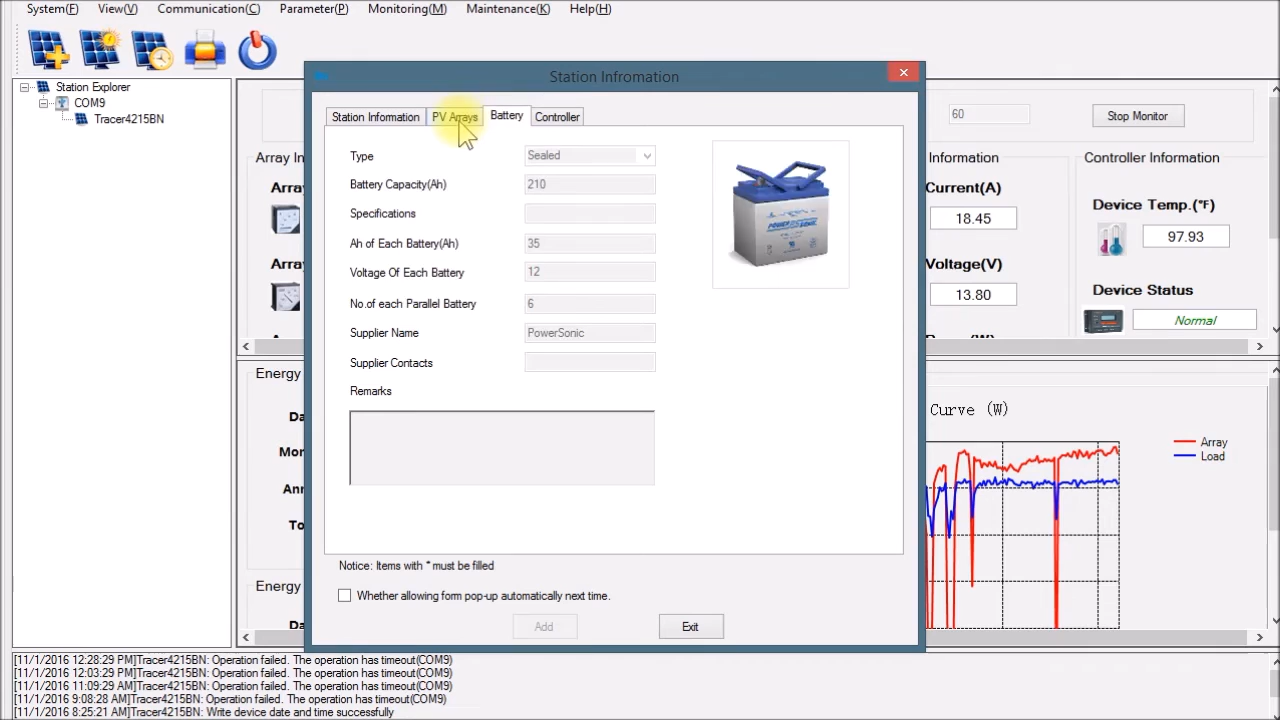 System(F) View(V) Communication(C) Parameter(P) Monitoring(M) Maintenance(K) Help(H)
Station Explorer
COM9
Tracer4215BN
Station Infromation
Station Information PV Arrays Battery Controller
Type Sealed
Battery Capacity(Ah) 210
Specifications
Ah of Each Battery(Ah) 35
Voltage Of Each Battery 12
No.of each Parallel Battery 6
Supplier Name PowerSonic
Supplier Contacts
Remarks
POWER SONIC
Notice: Items with * must be filled
Whether allowing form pop-up automatically next time.
Add Exit
60 Stop Monitor
Array In
Array
Array
Information
Current(A)
18.45
Voltage(V)
13.80
Controller Information
Device Temp.(°F)
97.93
Device Status
Normal
Energy
Da
Mon
Ann
To
Energy
Da
Curve (W)
Array
Load
[11/1/2016 12:28:29 PM]Tracer4215BN: Operation failed. The operation has timeout(COM9)
[11/1/2016 12:03:29 PM]Tracer4215BN: Operation failed. The operation has timeout(COM9)
[11/1/2016 11:09:29 AM]Tracer4215BN: Operation failed. The operation has timeout(COM9)
[11/1/2016 9:08:28 AM]Tracer4215BN: Operation failed. The operation has timeout(COM9)
[11/1/2016 8:25:21 AM]Tracer4215BN: Write device date and time successfully